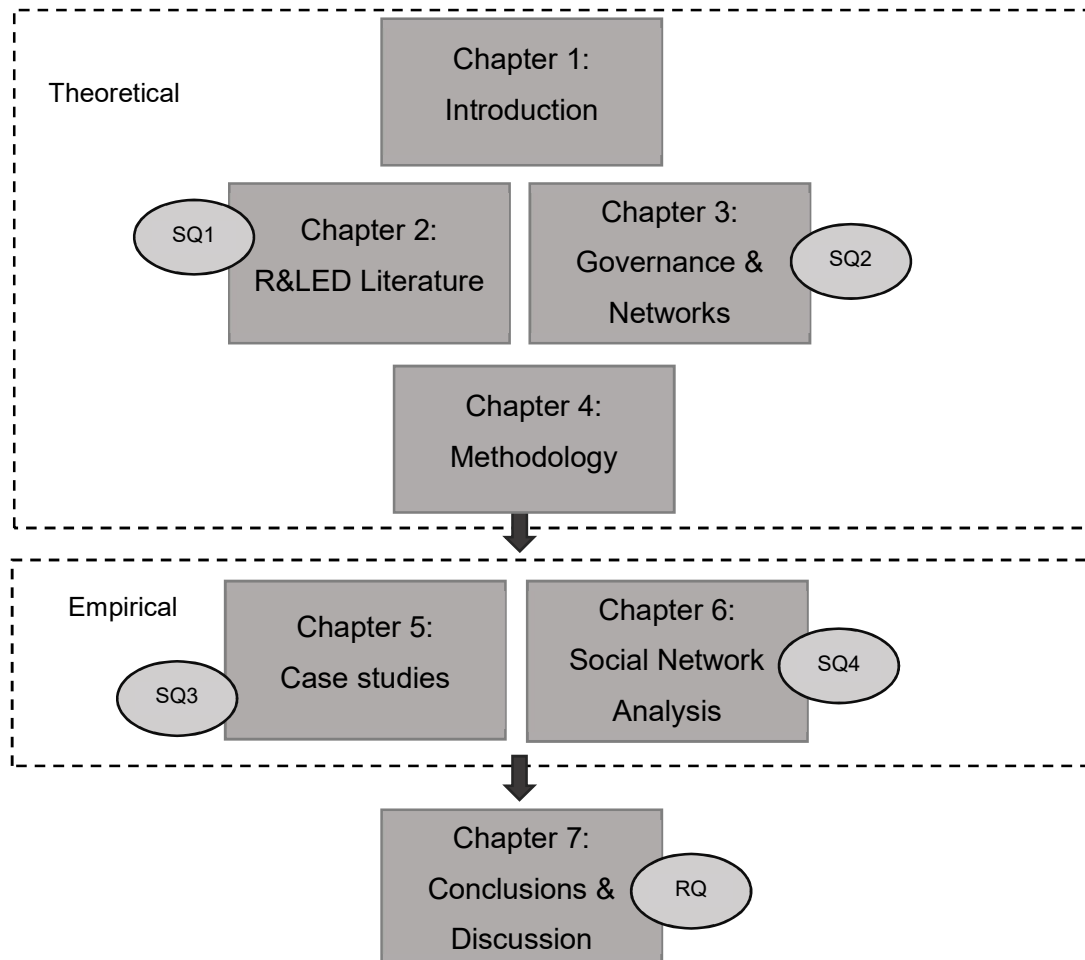 Chapter 1:
Introduction
Theoretical
SQ1
Chapter 2:
R&LED Literature
Chapter 3:
Governance &
Networks
SQ2
Chapter 4:
Methodology
Empirical
Chapter 5:
Case studies
SQ3
Chapter 6:
Social Network
Analysis
SQ4
Chapter 7:
Conclusions &
Discussion
RQ